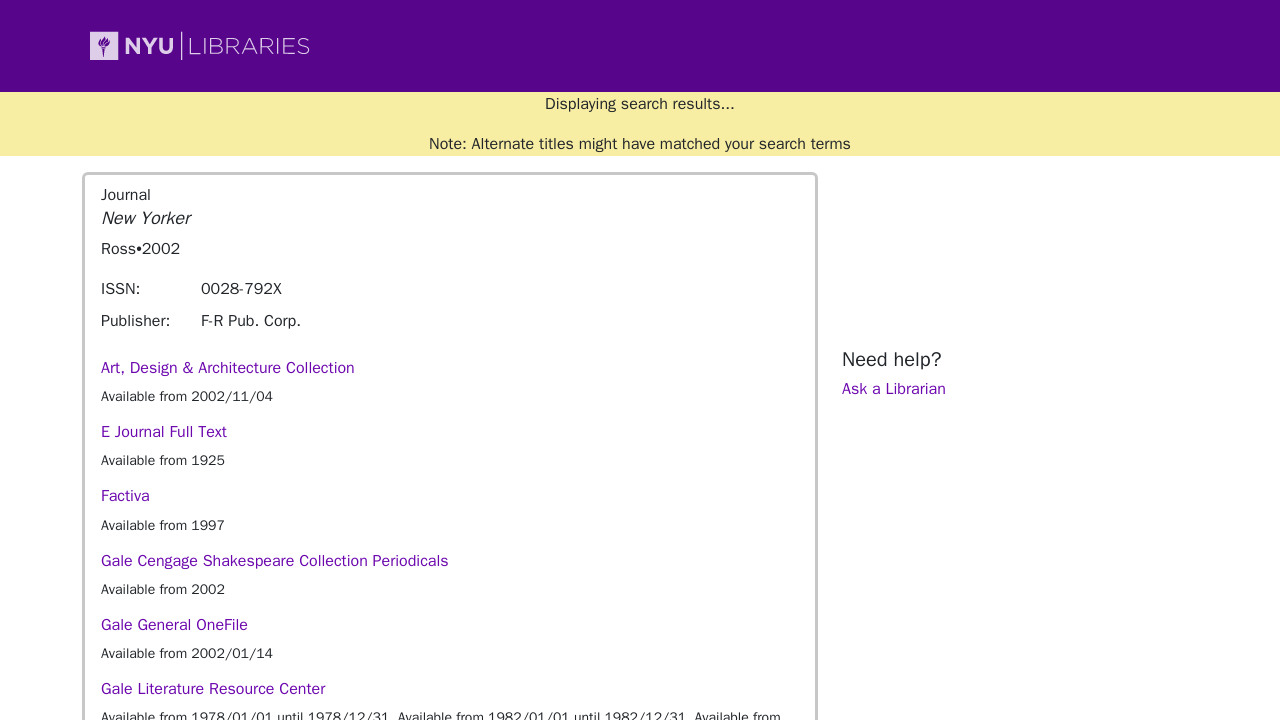 NYU LIBRARIES
Displaying search results...
Note: Alternate titles might have matched your search terms
Journal
New Yorker
Ross•2002
ISSN: 0028-792X
Publisher: F-R Pub. Corp.
Art, Design & Architecture Collection
Available from 2002/11/04
E Journal Full Text
Available from 1925
Factiva
Available from 1997
Gale Cengage Shakespeare Collection Periodicals
Available from 2002
Gale General OneFile
Available from 2002/01/14
Gale Literature Resource Center
Available from 1978/01/01 until 1978/12/31. Available from 1982/01/01 until 1982/12/31. Available from
Need help?
Ask a Librarian